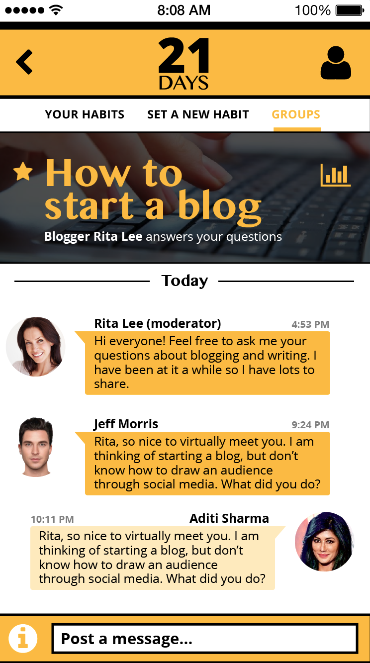 8:08 AM 100%
21
DAYS
YOUR HABITS SET A NEW HABIT GROUPS
How to
start a blog
Blogger Rita Lee answers your questions
Today
Rita Lee (moderator) 4:53 PM
Hi everyone! Feel free to ask me your
questions about blogging and writing. I
have been at it a while so I have lots to
share.
Jeff Morris 9:24 PM
Rita, so nice to virtually meet you. I am
thinking of starting a blog, but don't
know how to draw an audience
through social media. What did you do?
10:11 PM Aditi Sharma
Rita, so nice to virtually meet you. I am
thinking of starting a blog, but don't
know how to draw an audience
through social media. What did you do?
Post a message...